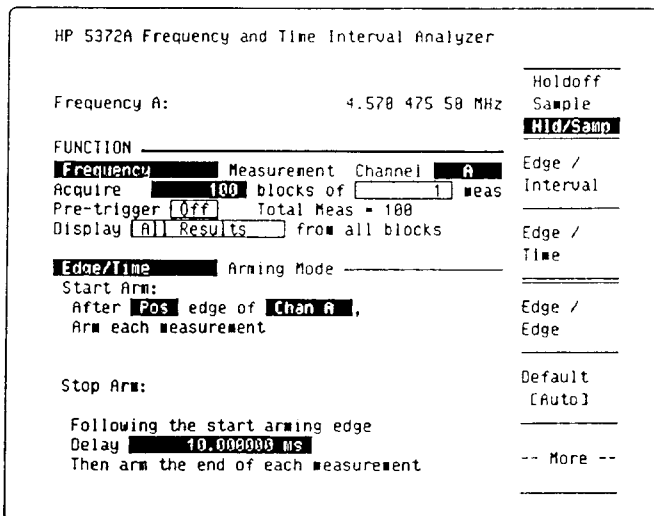 HP 5372A Frequency and Time Interval Analyzer
Frequency A: 4.570 475 50 MHz
FUNCTION
Frequency Measurement Channel A
Acquire 100 blocks of 1 meas
Pre-trigger Off Total Meas = 100
Display All Results from all blocks
Edge/Time Arming Mode
Start Arm:
After Pos edge of Chan A ,
Arm each measurement
Stop Arm:
Following the start arming edge
Delay 10.000000 ms
Then arm the end of each measurement
Holdoff
Sample
Hld/Samp
Edge /
Interval
Edge /
Time
Edge /
Edge
Default
[Auto]
-- More --